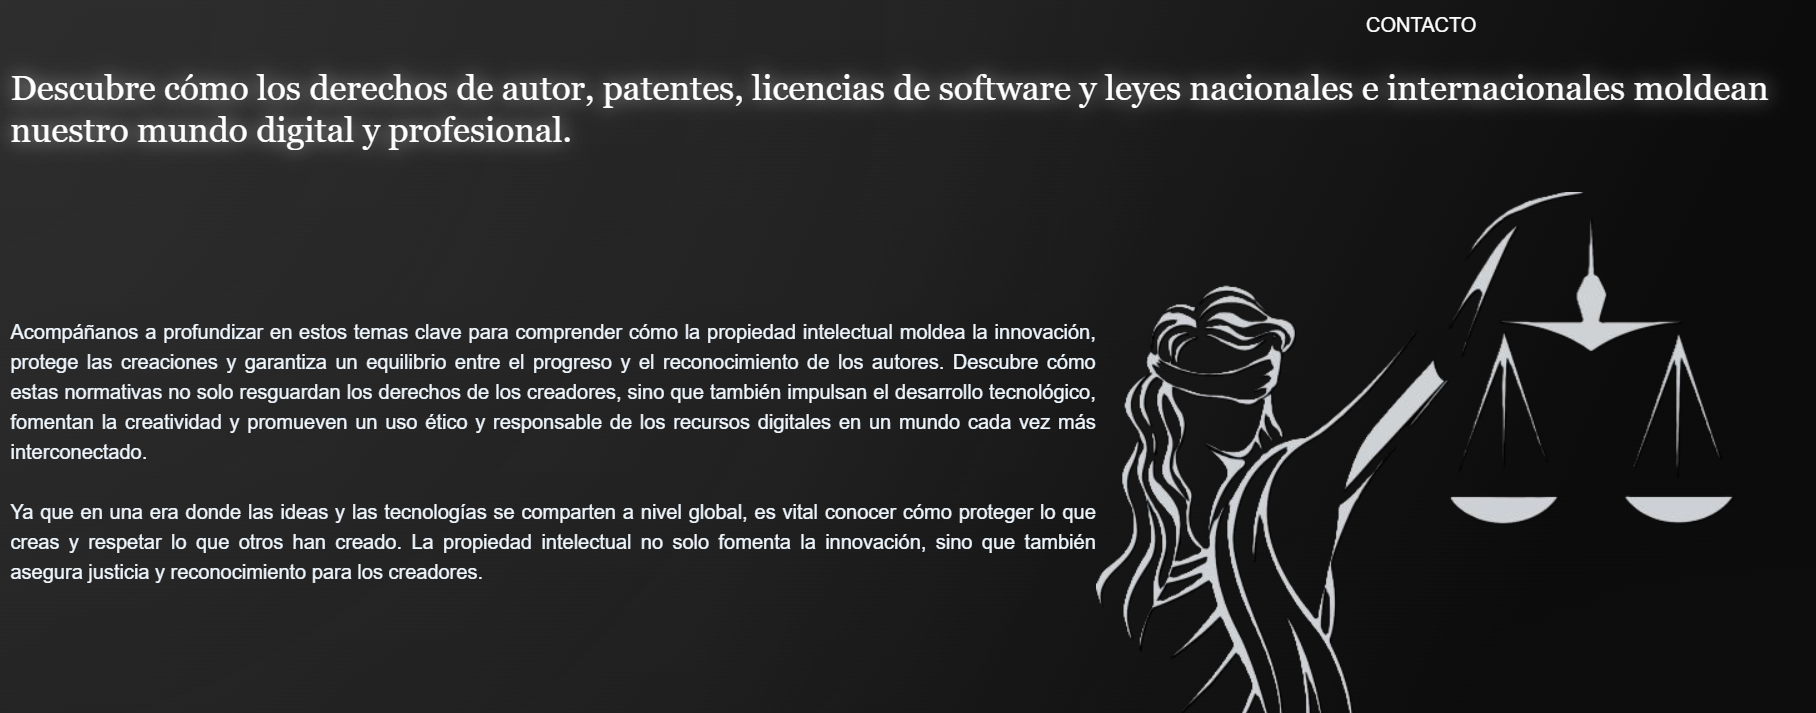 CONTACTO
Descubre cómo los derechos de autor, patentes, licencias de software y leyes nacionales e internacionales moldean
nuestro mundo digital y profesional.
Acompáñanos a profundizar en estos temas clave para comprender cómo la propiedad intelectual moldea la innovación,
protege las creaciones y garantiza un equilibrio entre el progreso y el reconocimiento de los autores. Descubre cómo
estas normativas no solo resguardan los derechos de los creadores, sino que también impulsan el desarrollo tecnológico,
fomentan la creatividad y promueven un uso ético y responsable de los recursos digitales en un mundo cada vez más
interconectado.
Ya que en una era donde las ideas y las tecnologías se comparten a nivel global, es vital conocer cómo proteger lo que
creas y respetar lo que otros han creado. La propiedad intelectual no solo fomenta la innovación, sino que también
asegura justicia y reconocimiento para los creadores.